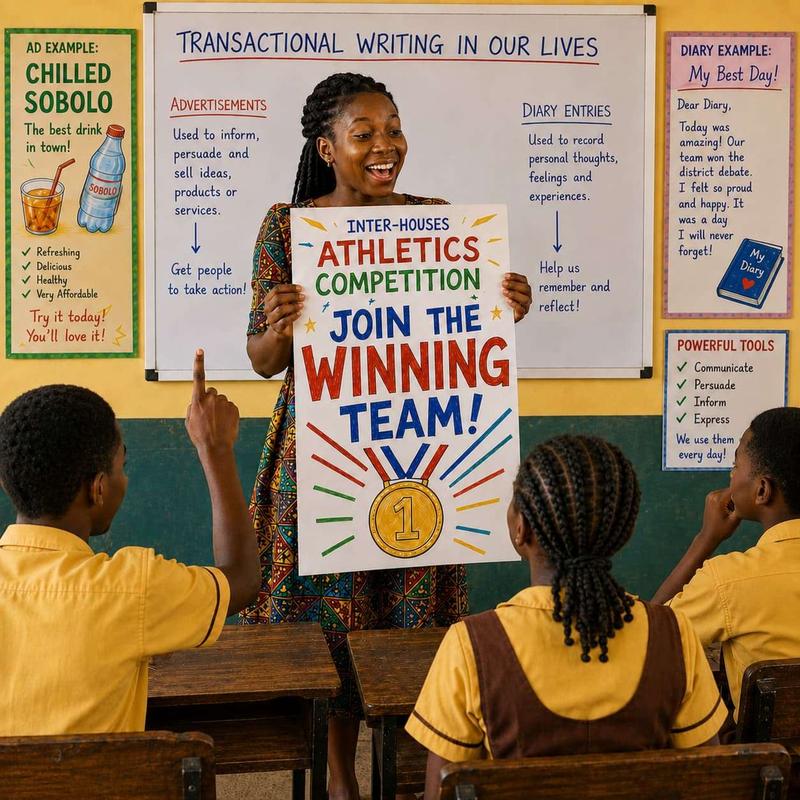 AD EXAMPLE:
CHILLED
SOBOLO
The best drink
in town!
SOBOLO
✓ Refreshing
✓ Delicious
✓ Healthy
✓ Very Affordable
Try it today!
You'll love it!
TRANSACTIONAL WRITING IN OUR LIVES
ADVERTISEMENTS
Used to inform,
persuade and
sell ideas,
products or
services.
Get people
to take action!
INTER-HOUSES
ATHLETICS
COMPETITION
JOIN THE
WINNING
TEAM!
1
DIARY ENTRIES
Used to record
personal thoughts,
feelings and
experiences.
Help us
remember and
reflect!
DIARY EXAMPLE:
My Best Day!
Dear Diary,
Today was
amazing! Our
team won the
district debate.
I felt so proud
and happy. It
was a day
I will never
forget!
My
Diary
POWERFUL TOOLS
✓ Communicate
✓ Persuade
✓ Inform
✓ Express
We use them
every day!